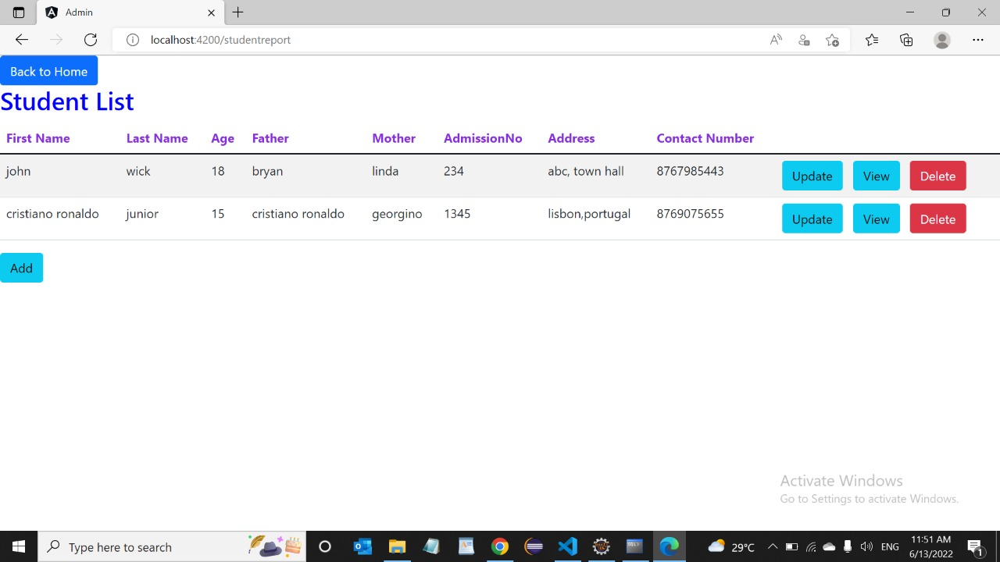 Admin
localhost:4200/studentreport
Back to Home
Student List
First Name Last Name Age Father Mother AdmissionNo Address Contact Number
john wick 18 bryan linda 234 abc, town hall 8767985443 Update View Delete
cristiano ronaldo junior 15 cristiano ronaldo georgino 1345 lisbon,portugal 8769075655 Update View Delete
Add
Activate Windows
Go to Settings to activate Windows.
Type here to search
29°C
ENG
11:51 AM
6/13/2022
1